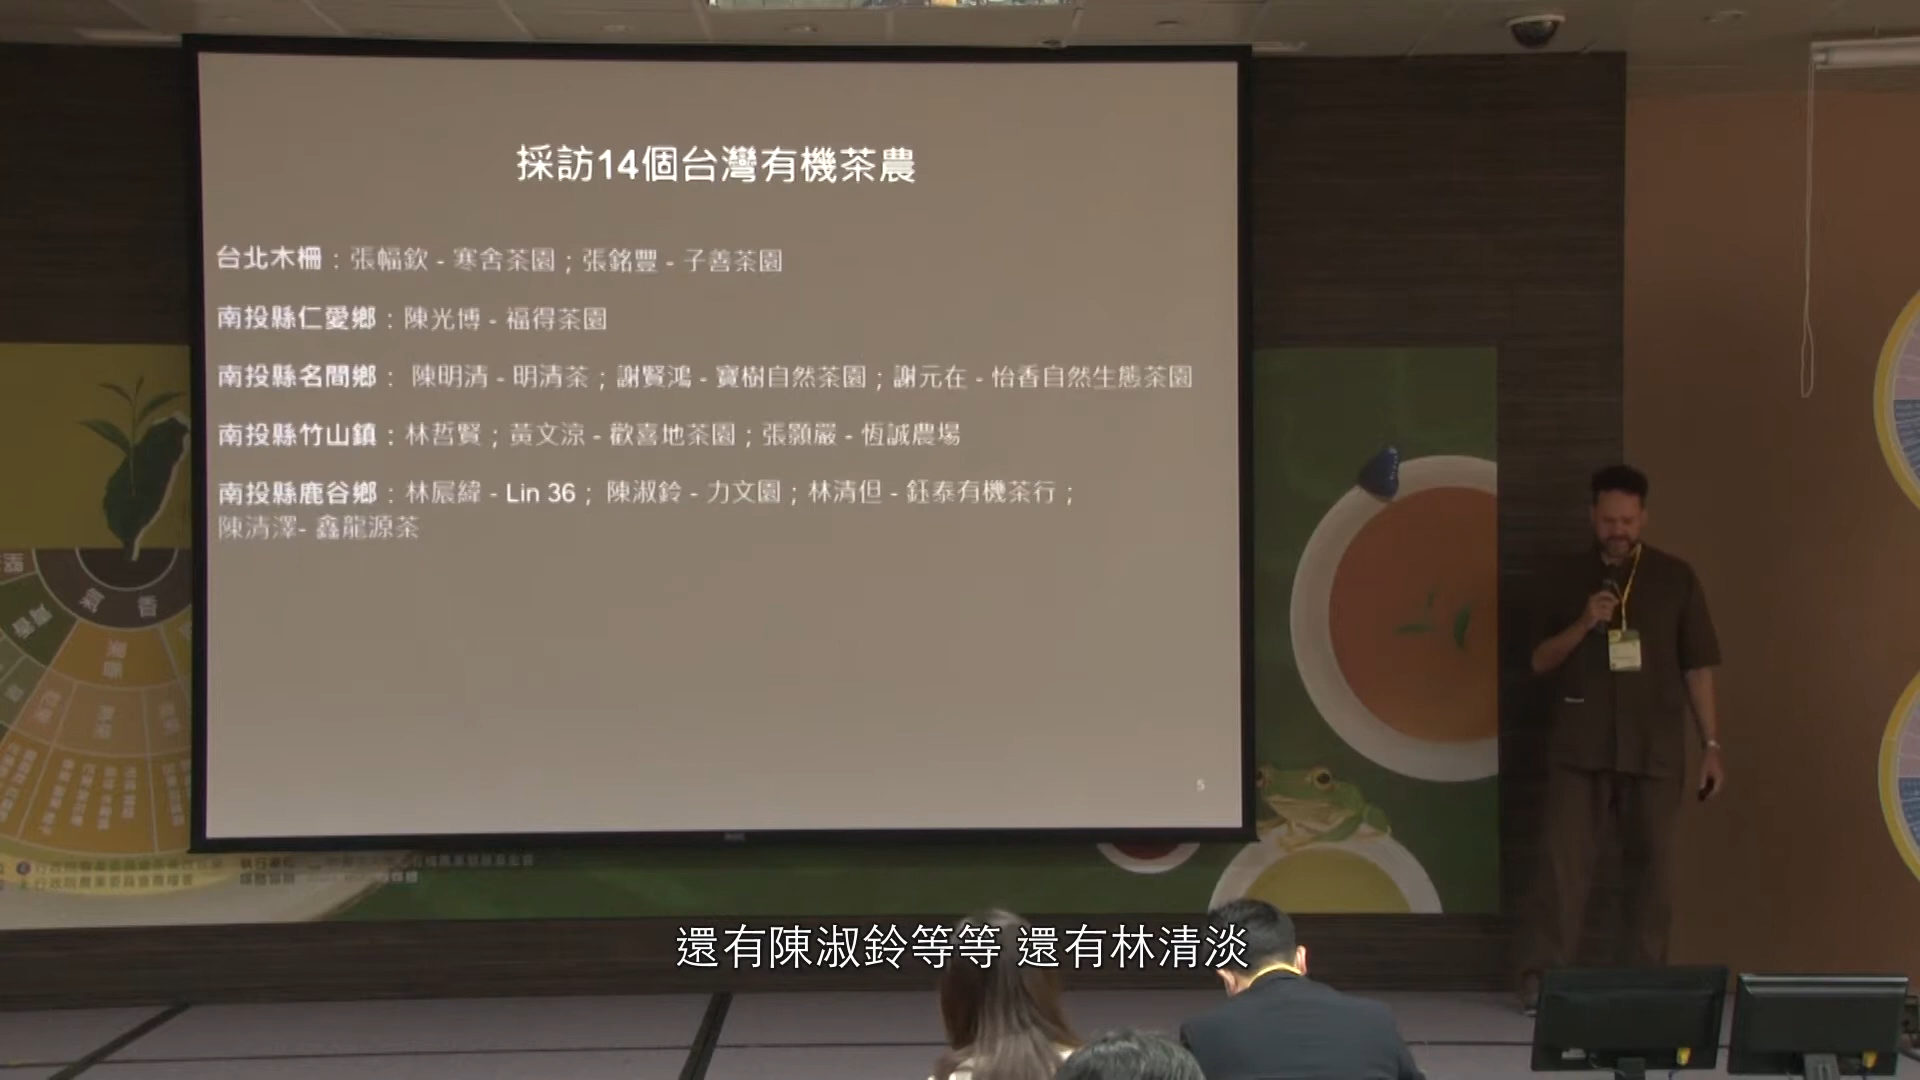 採訪14個台灣有機茶農
台北木柵：張幅欽 - 寒舍茶園；張銘豐 - 子善茶園
南投縣仁愛鄉：陳光博 - 福得茶園
南投縣名間鄉： 陳明清 - 明清茶；謝賢鴻 - 寶樹自然茶園；謝元在 - 怡香自然生態茶園
南投縣竹山鎮：林哲賢；黃文涼 - 歡喜地茶園；張顥嚴 - 恆誠農場
南投縣鹿谷鄉：林宸緯 - Lin 36； 陳淑鈴 - 力文園；林清但 - 鈺泰有機茶行；
陳清澤- 鑫龍源茶
5
還有陳淑鈴等等 還有林清淡